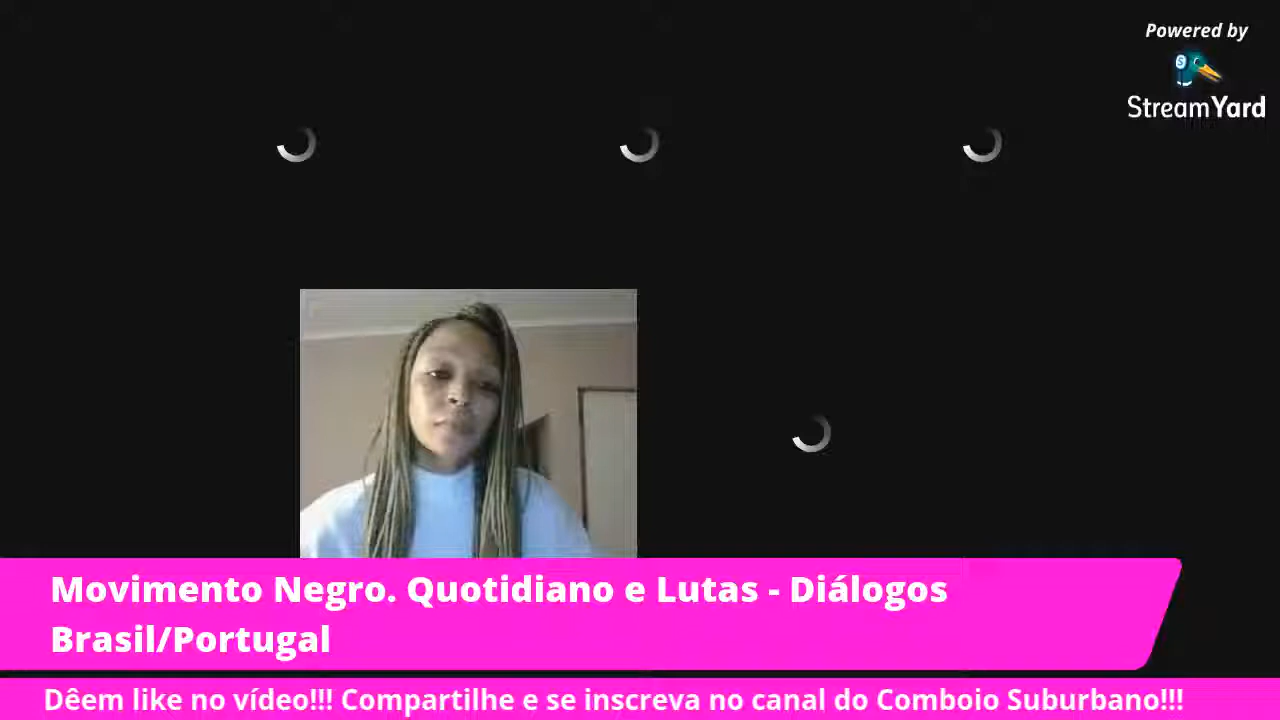 Powered by
StreamYard
Movimento Negro. Quotidiano e Lutas - Diálogos
Brasil/Portugal
Dêem like no vídeo!!! Compartilhe e se inscreva no canal do Comboio Suburbano!!!